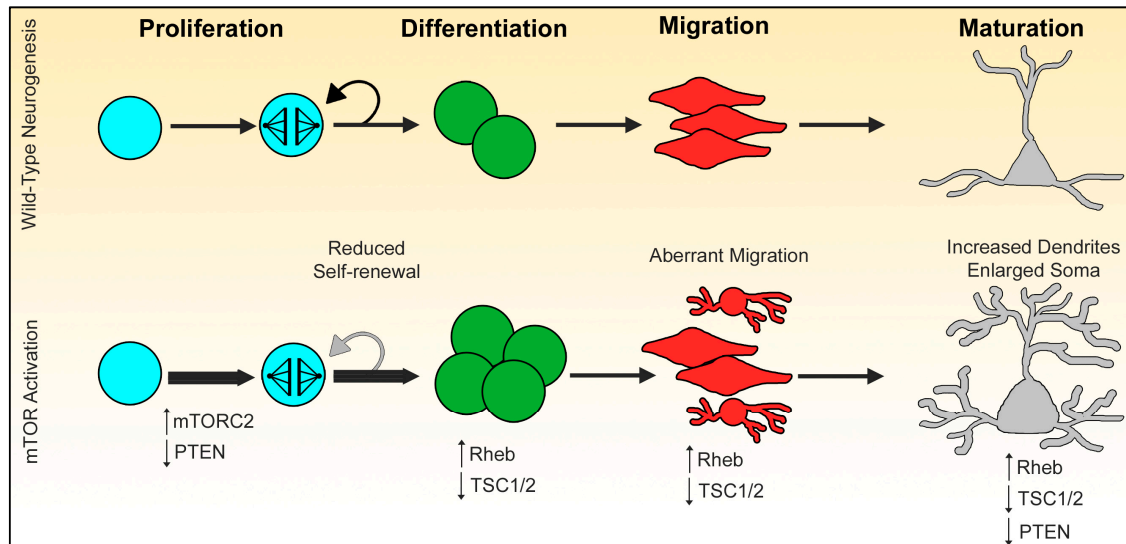 Proliferation
Differentiation
Migration
Maturation
Wild-Type Neurogenesis
Reduced
Self-renewal
Aberrant Migration
Increased Dendrites
Enlarged Soma
mTOR Activation
↑ mTORC2
↓ PTEN
↑ Rheb
↓ TSC1/2
↑ Rheb
↓ TSC1/2
↑ Rheb
↓ TSC1/2
↓ PTEN